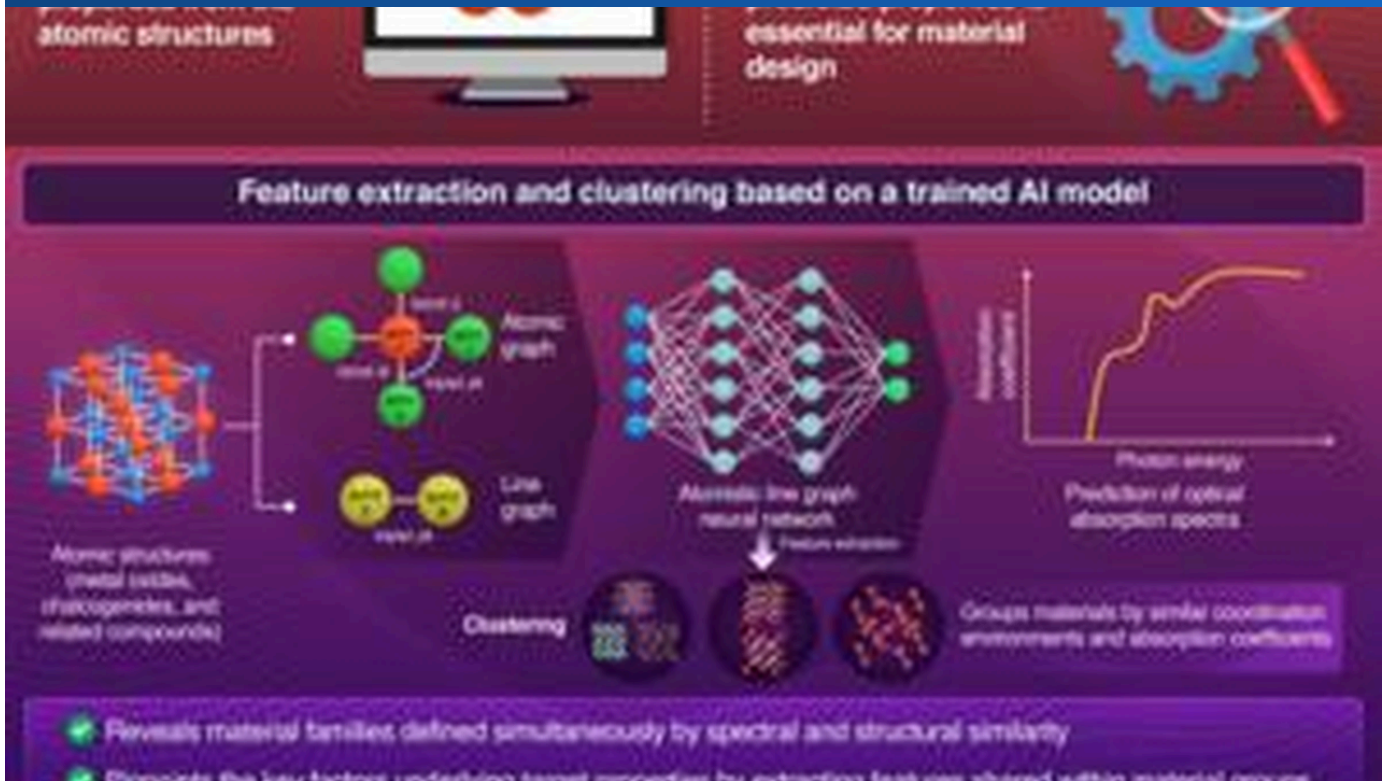 atomic structures
essential for material
design
Feature extraction and clustering based on a trained AI model
Atomic
graph
Line
graph
Absorption
coefficient
Photon energy
Prediction of optical
absorption spectra
Atomistic line graph
neural network
Feature extraction
Atomic structures
(metal oxides,
chalcogenides, and
related compounds)
Clustering
Groups materials by similar coordination
environments and absorption coefficients
Reveals material families defined simultaneously by spectral and structural similarity